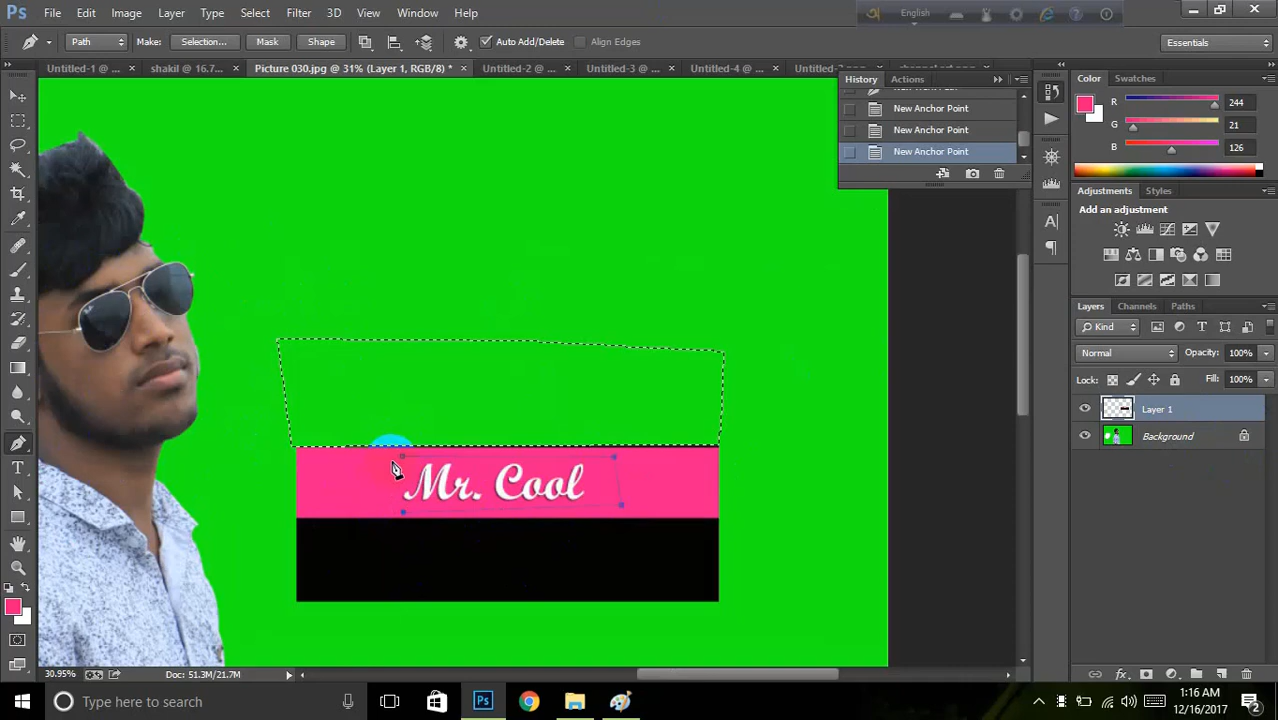 Ps File Edit Image Layer Type Select Filter 3D View Window Help
অ English
Path Make: Selection... Mask Shape Auto Add/Delete Align Edges Essentials
Untitled-1 @ ... × shakil @ 16.7... × Picture 030.jpg @ 31% (Layer 1, RGB/8) * × Untitled-2 @ ... × Untitled-3 @ ... × Untitled-4 @ ... ×
History Actions
New Anchor Point
New Anchor Point
New Anchor Point
Color Swatches
R 244
G 21
B 126
Adjustments Styles
Add an adjustment
Layers Channels Paths
Kind
Normal Opacity: 100%
Lock: Fill: 100%
Layer 1
Background
Mr. Cool
30.95% Doc: 51.3M/21.7M
Type here to search
1:16 AM
12/16/2017
2